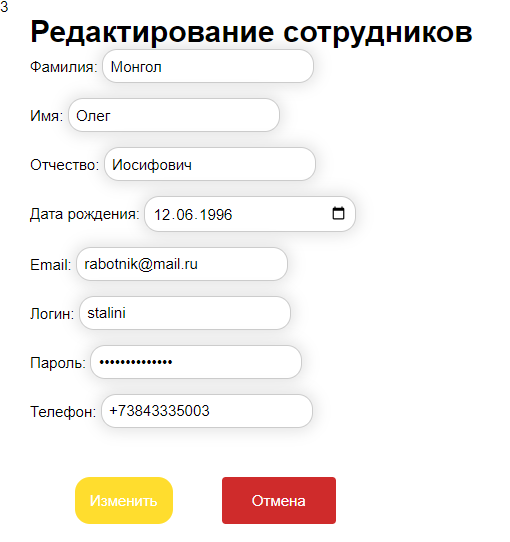 3
Редактирование сотрудников
Фамилия: Монгол
Имя: Олег
Отчество: Иосифович
Дата рождения: 12.06.1996
Email: rabotnik@mail.ru
Логин: stalini
Пароль: ••••••••••••••
Телефон: +73843335003
Изменить Отмена